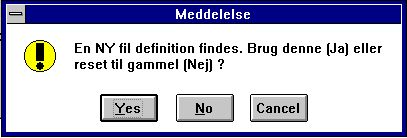 Meddelelse
En NY fil definition findes. Brug denne (Ja) eller
reset til gammel (Nej) ?
Yes No Cancel